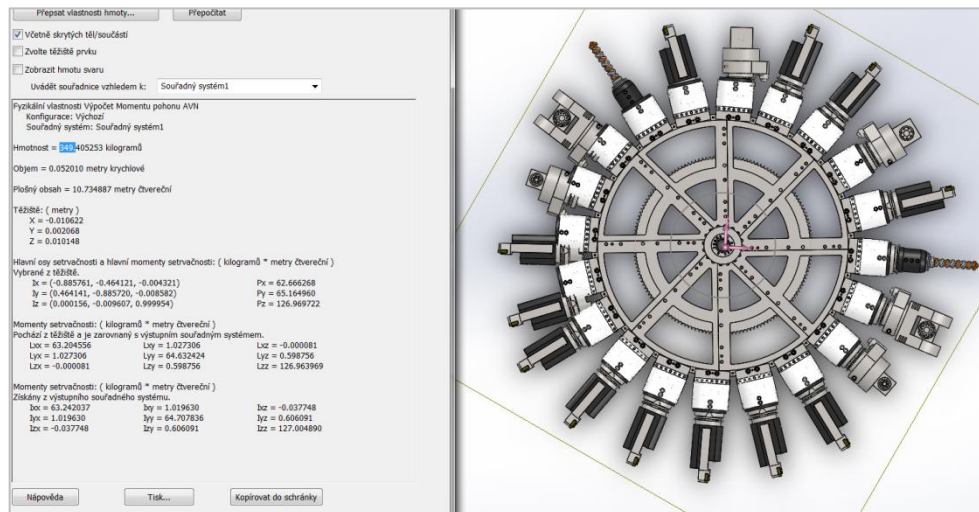 Přepsat vlastnosti hmoty... Přepočítat
Včetně skrytých těl/součástí
Zvolte těžiště prvku
Zobrazit hmotu svaru
Uvádět souřadnice vzhledem k: Souřadný systém1
Fyzikální vlastnosti Výpočet Momentu pohonu AVN
Konfigurace: Výchozí
Souřadný systém: Souřadný systém1
Hmotnost = 349.405253 kilogramů
Objem = 0.052010 metry krychlové
Plošný obsah = 10.734887 metry čtvereční
Těžiště: ( metry )
X = -0.010622
Y = 0.002068
Z = 0.010148
Hlavní osy setrvačnosti a hlavní momenty setrvačnosti: ( kilogramů * metry čtvereční )
Vybrané z těžiště.
Ix = (-0.885761, -0.464121, -0.004321) Px = 62.666268
Iy = (0.464141, -0.885720, -0.008582) Py = 65.164960
Iz = (0.000156, -0.009607, 0.999954) Pz = 126.969722
Momenty setrvačnosti: ( kilogramů * metry čtvereční )
Pochází z těžiště a je zarovnaný s výstupním souřadným systémem.
Lxx = 63.204556 Lxy = 1.027306 Lxz = -0.000081
Lyx = 1.027306 Lyy = 64.632424 Lyz = 0.598756
Lzx = -0.000081 Lzy = 0.598756 Lzz = 126.963969
Momenty setrvačnosti: ( kilogramů * metry čtvereční )
Získány z výstupního souřadného systému.
Ixx = 63.242037 Ixy = 1.019630 Ixz = -0.037748
Iyx = 1.019630 Iyy = 64.707836 Iyz = 0.606091
Izx = -0.037748 Izy = 0.606091 Izz = 127.004890
Nápověda Tisk... Kopírovat do schránky